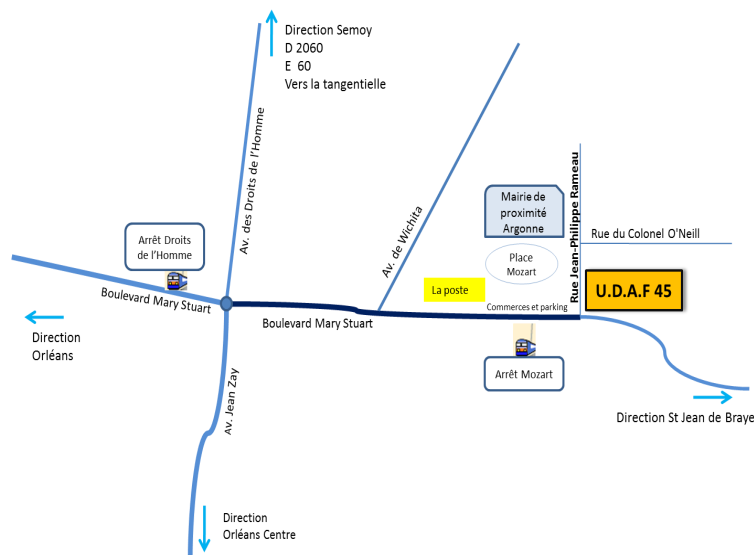 Direction Semoy
D 2060
E 60
Vers la tangentielle
Av. des Droits de l'Homme
Av. de Wichita
Rue Jean-Philippe Rameau
Mairie de
proximité
Argonne
Rue du Colonel O'Neill
Arrêt Droits
de l'Homme
Place
Mozart
La poste
U.D.A.F 45
Boulevard Mary Stuart
Commerces et parking
Boulevard Mary Stuart
Direction
Orléans
Arrêt Mozart
Av. Jean Zay
Direction St Jean de Braye
Direction
Orléans Centre